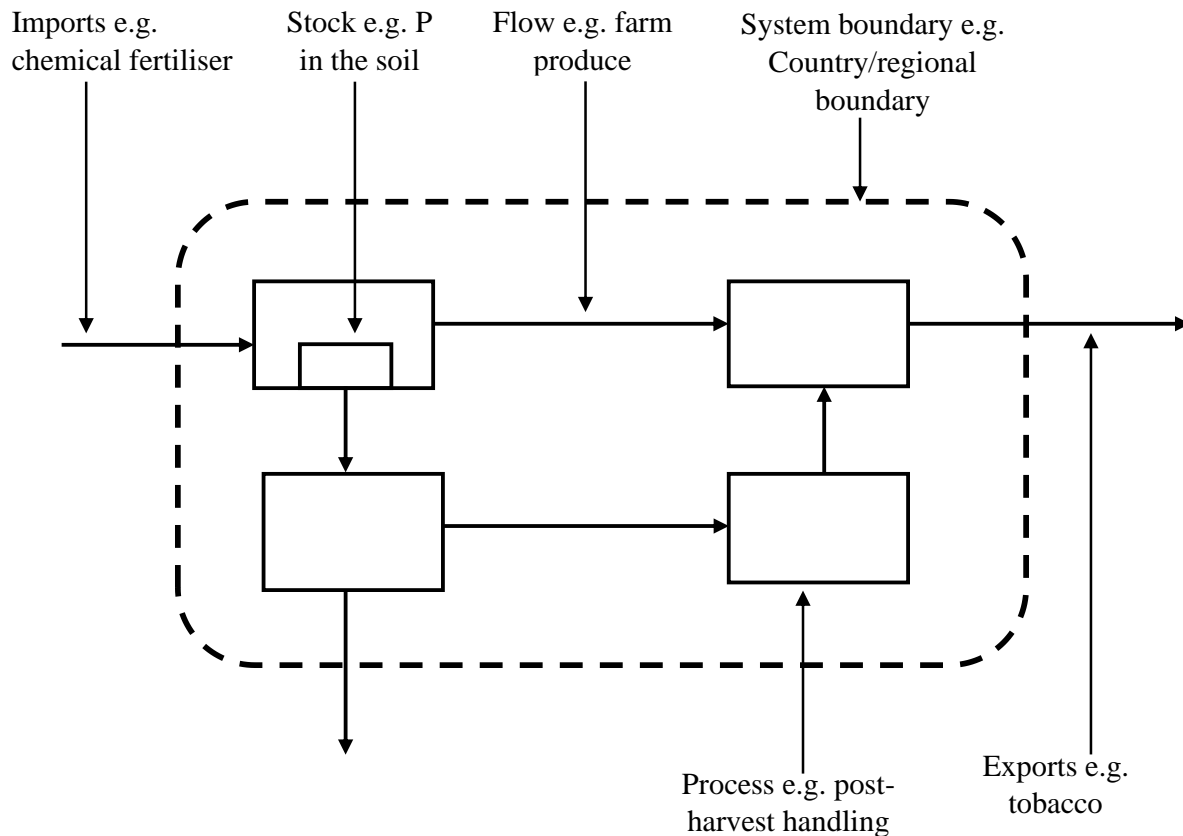 Imports e.g.
chemical fertiliser
Stock e.g. P
in the soil
Flow e.g. farm
produce
System boundary e.g.
Country/regional
boundary
Process e.g. post-
harvest handling
Exports e.g.
tobacco